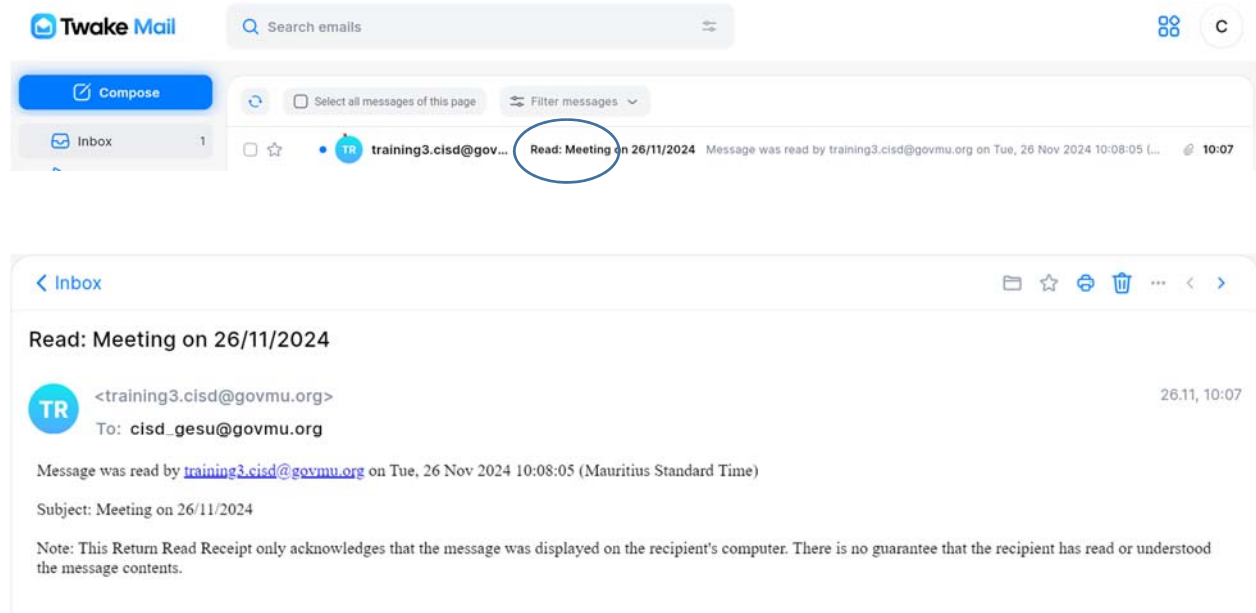 Twake Mail
Search emails
C
Compose
Select all messages of this page
Filter messages
Inbox 1
TR training3.cisd@gov... Read: Meeting on 26/11/2024 Message was read by training3.cisd@govmu.org on Tue, 26 Nov 2024 10:08:05 (... 10:07
Inbox
Read: Meeting on 26/11/2024
TR
<training3.cisd@govmu.org> 26.11, 10:07
To: cisd_gesu@govmu.org
Message was read by training3.cisd@govmu.org on Tue, 26 Nov 2024 10:08:05 (Mauritius Standard Time)
Subject: Meeting on 26/11/2024
Note: This Return Read Receipt only acknowledges that the message was displayed on the recipient's computer. There is no guarantee that the recipient has read or understood
the message contents.